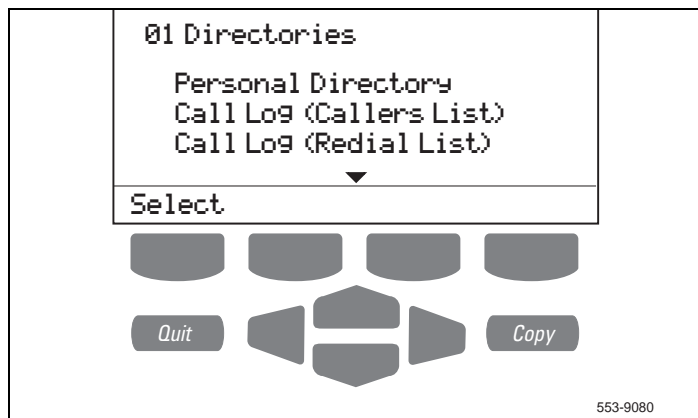 01 Directories
Personal Directory
Call Log (Callers List)
Call Log (Redial List)
Select
Quit
Copy
553-9080